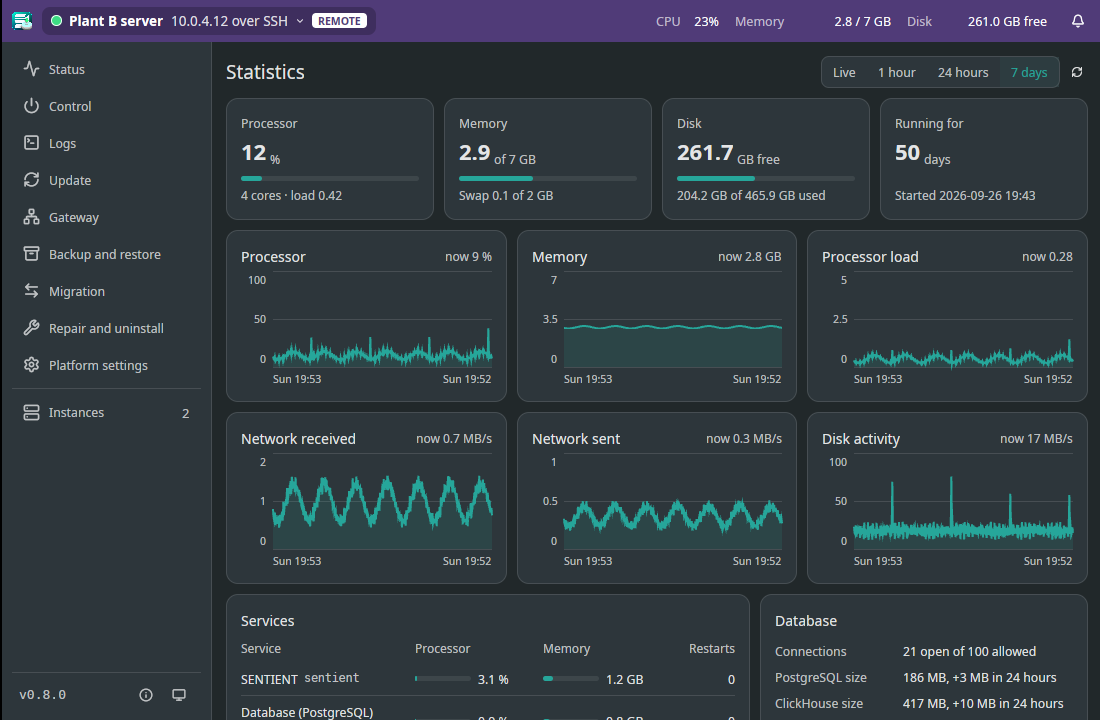 Plant B server 10.0.4.12 over SSH REMOTE CPU 23% Memory 2.8 / 7 GB Disk 261.0 GB free
Status
Control
Logs
Update
Gateway
Backup and restore
Migration
Repair and uninstall
Platform settings
Instances 2
v0.8.0
Statistics
Live 1 hour 24 hours 7 days
Processor
12 %
4 cores · load 0.42
Memory
2.9 of 7 GB
Swap 0.1 of 2 GB
Disk
261.7 GB free
204.2 GB of 465.9 GB used
Running for
50 days
Started 2026-09-26 19:43
Processor now 9 %
100
50
0
Sun 19:53 Sun 19:52
Memory now 2.8 GB
7
3.5
0
Sun 19:53 Sun 19:52
Processor load now 0.28
5
2.5
0
Sun 19:53 Sun 19:52
Network received now 0.7 MB/s
2
1
0
Sun 19:53 Sun 19:52
Network sent now 0.3 MB/s
1
0.5
0
Sun 19:53 Sun 19:52
Disk activity now 17 MB/s
100
50
0
Sun 19:53 Sun 19:52
Services
Service Processor Memory Restarts
SENTIENT sentient 3.1 % 1.2 GB 0
Database (PostgreSQL)
Database
Connections 21 open of 100 allowed
PostgreSQL size 186 MB, +3 MB in 24 hours
ClickHouse size 417 MB, +10 MB in 24 hours